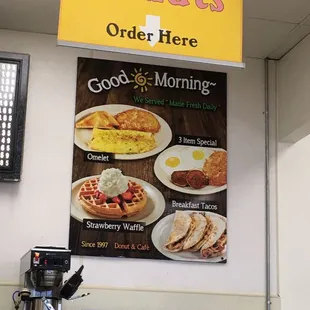 Order Here
Good Morning~
We Served " Made Fresh Daily "
3 Item Special
Omelet
Breakfast Tacos
Strawberry Waffle
Since 1997 Donut & Cafe